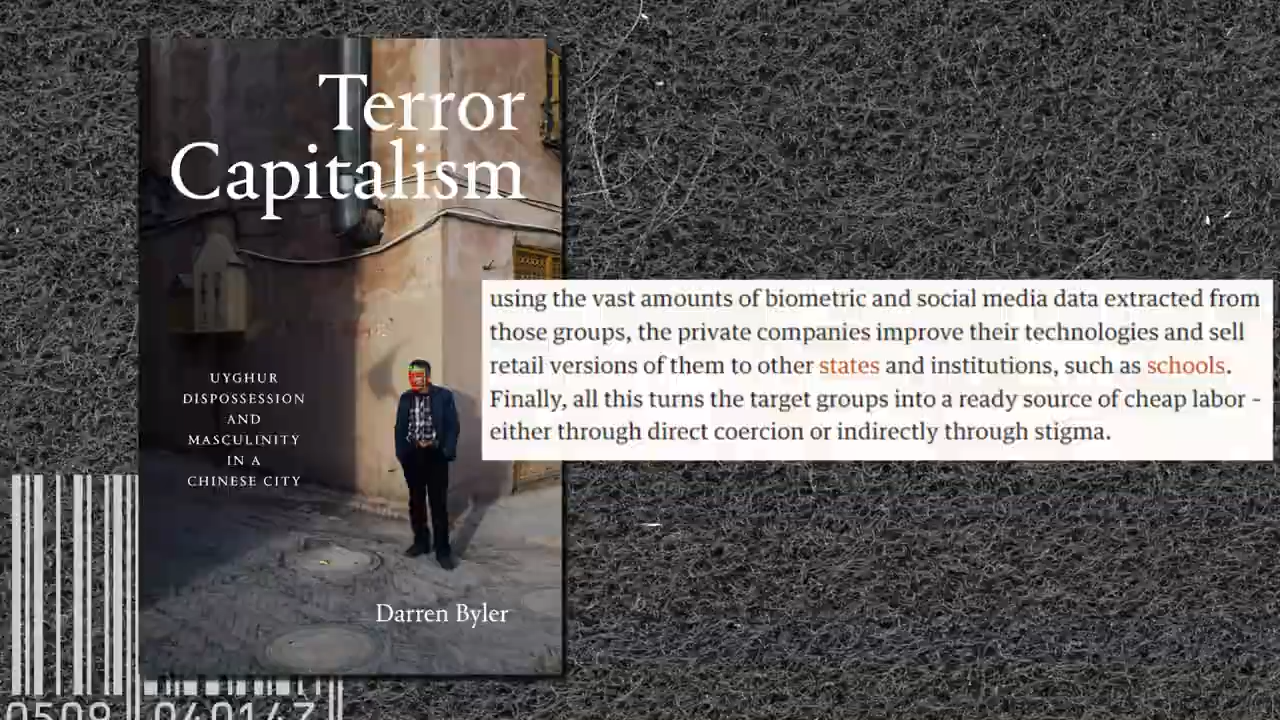 Terror
Capitalism
UYGHUR
DISPOSSESSION
AND
MASCULINITY
IN A
CHINESE CITY
Darren Byler
using the vast amounts of biometric and social media data extracted from
those groups, the private companies improve their technologies and sell
retail versions of them to other states and institutions, such as schools.
Finally, all this turns the target groups into a ready source of cheap labor –
either through direct coercion or indirectly through stigma.
0509 040147